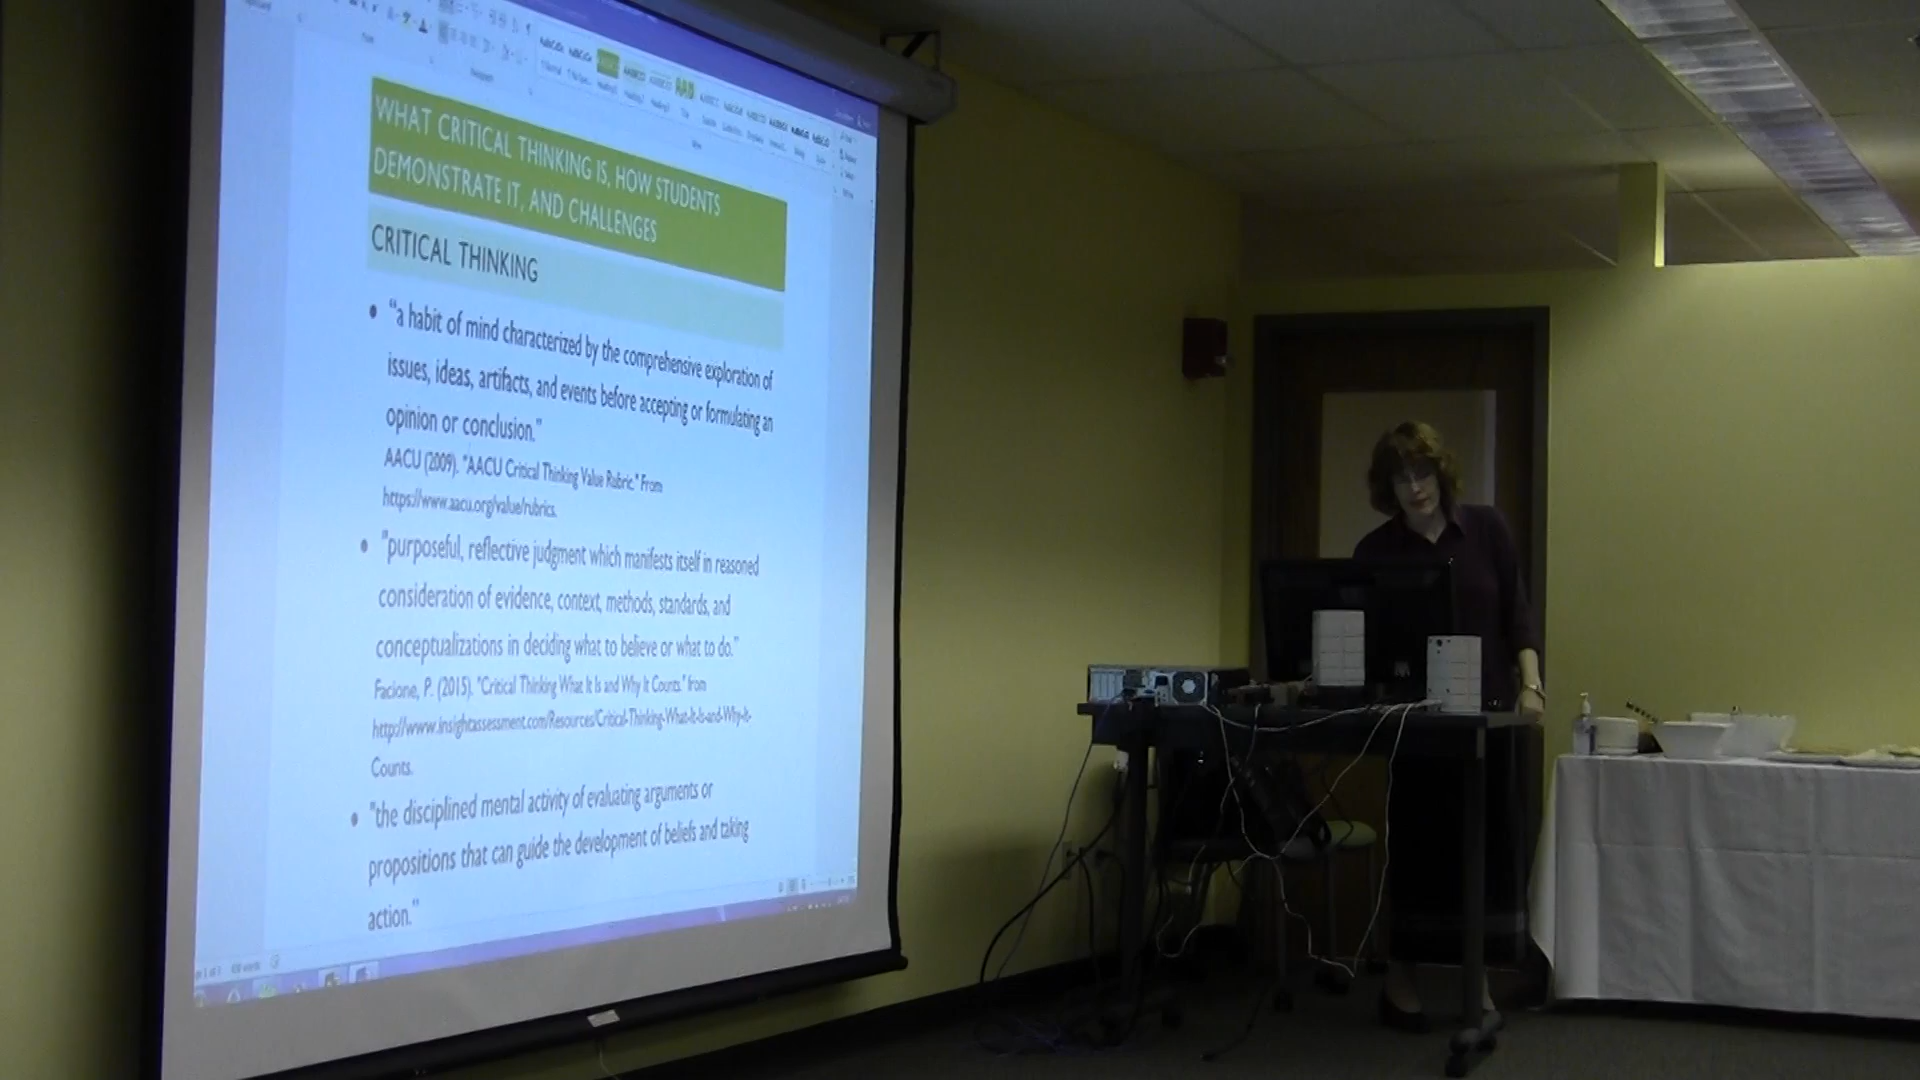 WHAT CRITICAL THINKING IS, HOW STUDENTS
DEMONSTRATE IT, AND CHALLENGES
CRITICAL THINKING
• "a habit of mind characterized by the comprehensive exploration of
issues, ideas, artifacts, and events before accepting or formulating an
opinion or conclusion."
AACU (2009). "AACU Critical Thinking Value Rubric." From
https://www.aacu.org/value/rubrics.
• "purposeful, reflective judgment which manifests itself in reasoned
consideration of evidence, context, methods, standards, and
conceptualizations in deciding what to believe or what to do."
Facione, P. (2015). "Critical Thinking What It Is and Why It Counts." from
http://www.insightassessment.com/Resources/Critical-Thinking-What-It-Is-and-Why-It-
Counts.
• "the disciplined mental activity of evaluating arguments or
propositions that can guide the development of beliefs and taking
action."